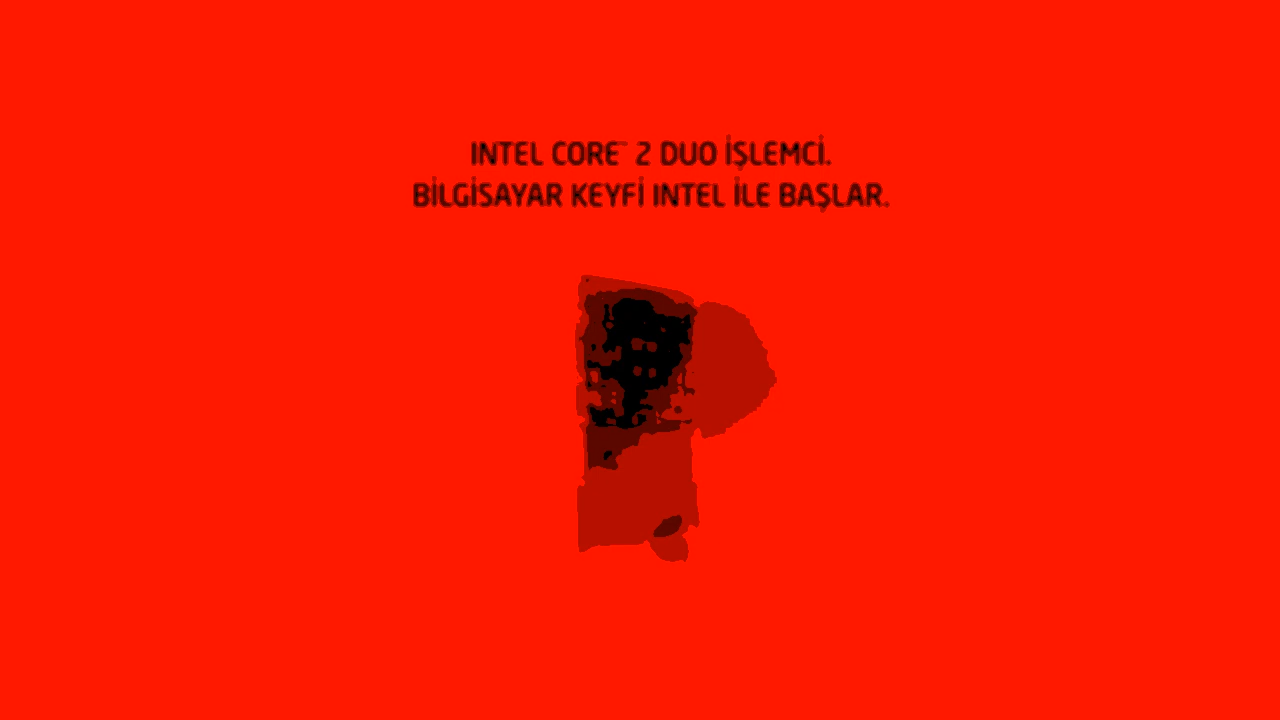 INTEL CORE™ 2 DUO İŞLEMCİ.
BİLGİSAYAR KEYFİ INTEL İLE BAŞLAR.